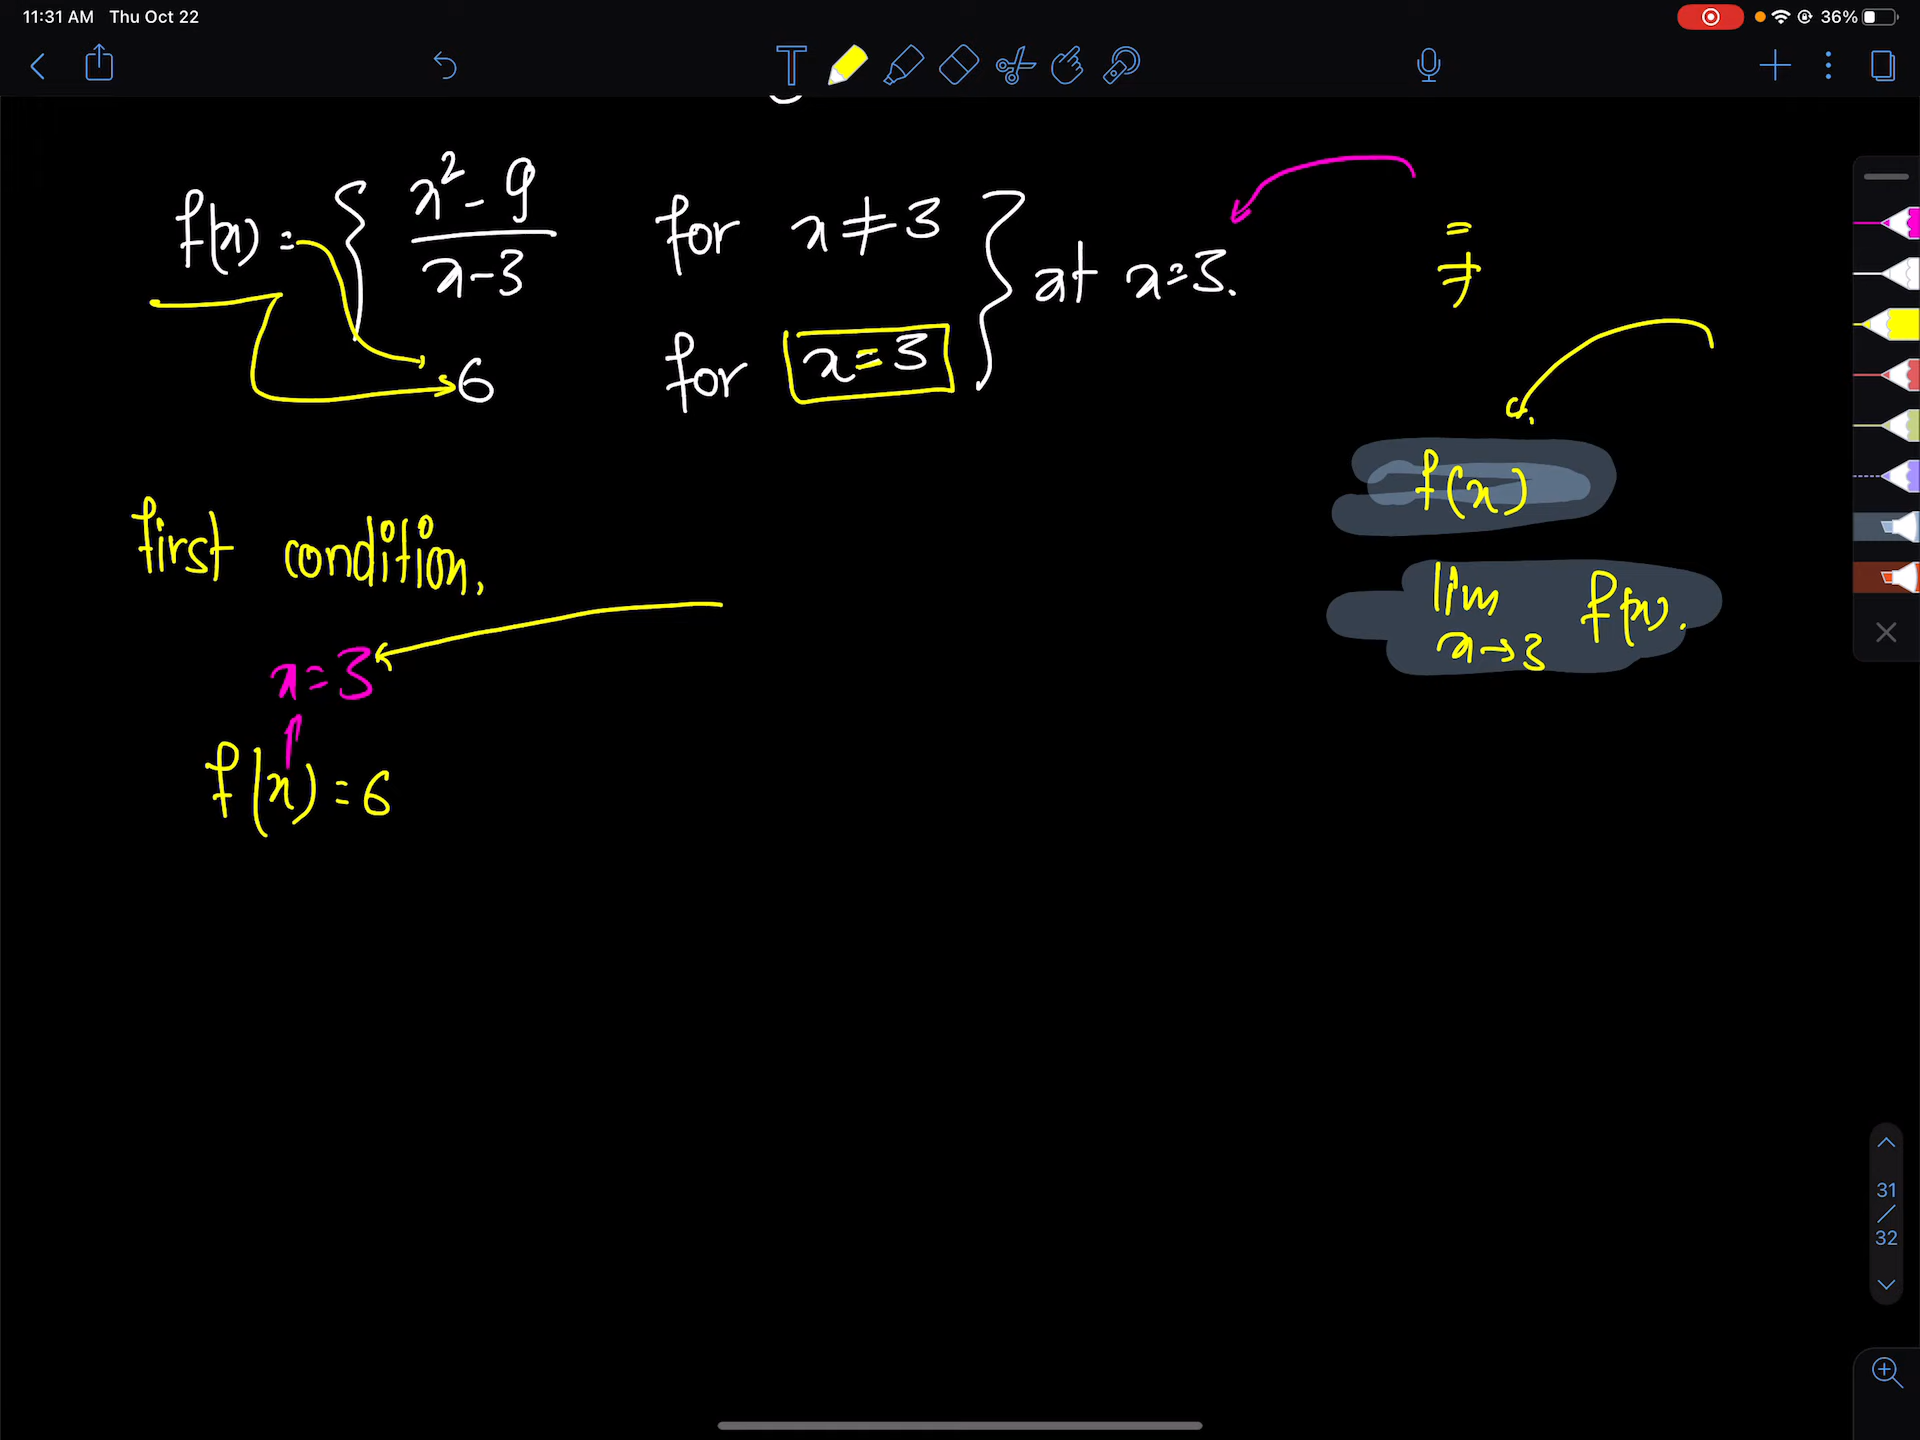 11:31 AM Thu Oct 22 36%
f(x) = { x² - 9 / x - 3 for x ≠ 3 } at x = 3.
6 for x = 3
=
≠
f(x)
lim x→3 f(x).
first condition,
x = 3
f(x) = 6
31
/
32